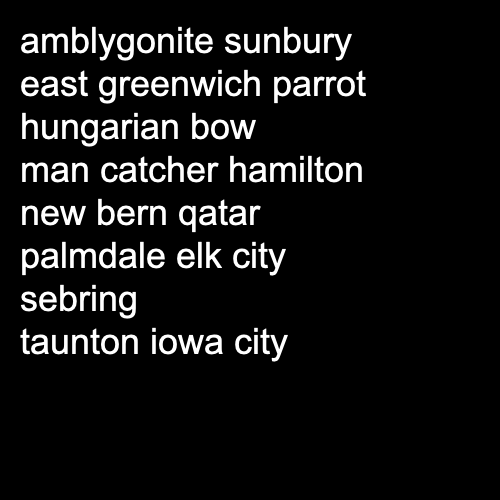 amblygonite sunbury
east greenwich parrot
hungarian bow
man catcher hamilton
new bern qatar
palmdale elk city
sebring
taunton iowa city